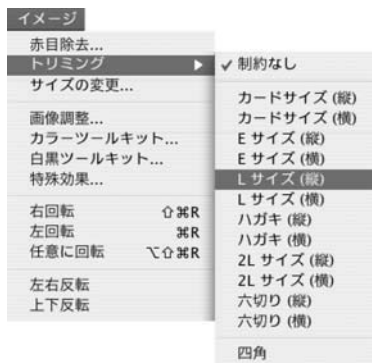 イメージ
赤目除去...
トリミング ▶
サイズの変更...
画像調整...
カラーツールキット...
白黒ツールキット...
特殊効果...
右回転 ⇧⌘R
左回転 ⌘R
任意に回転 ⌥⇧⌘R
左右反転
上下反転
✓ 制約なし
カードサイズ (縦)
カードサイズ (横)
E サイズ (縦)
E サイズ (横)
L サイズ (縦)
L サイズ (横)
ハガキ (縦)
ハガキ (横)
2L サイズ (縦)
2L サイズ (横)
六切り (縦)
六切り (横)
四角